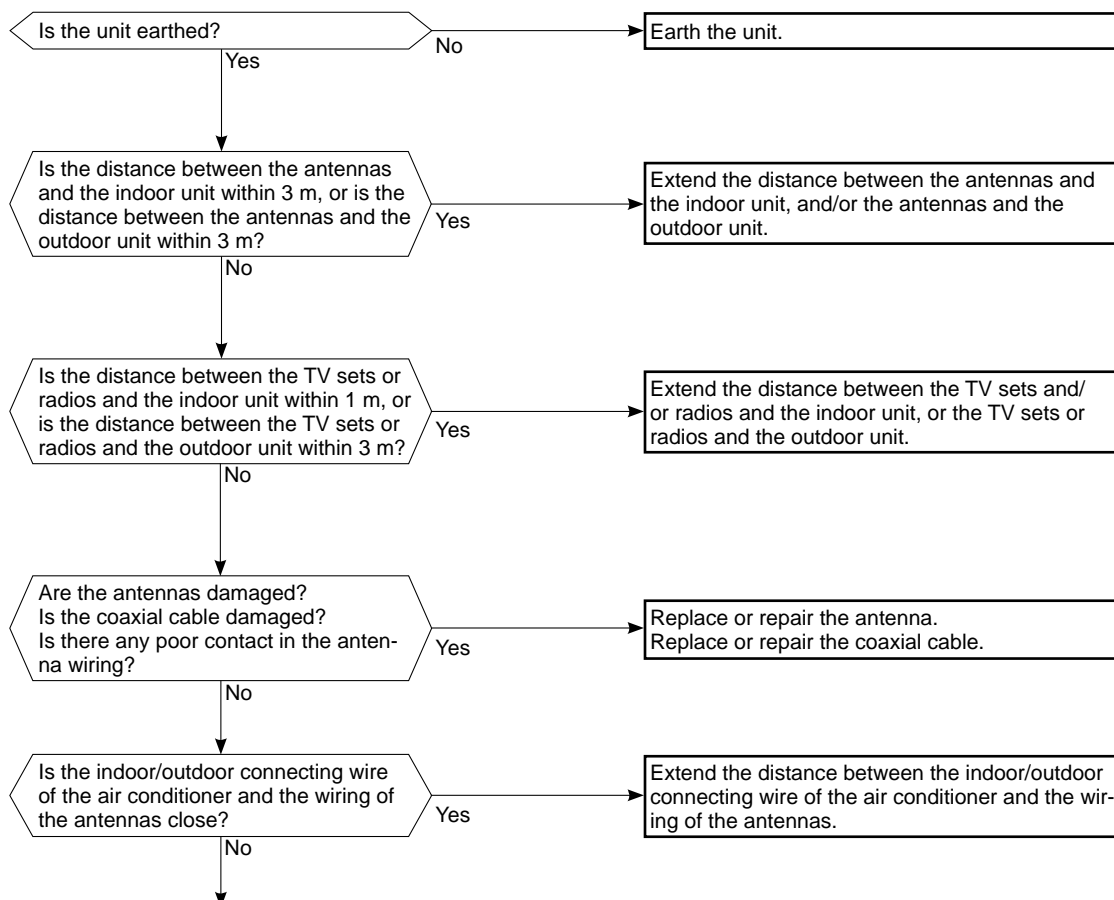 Is the unit earthed?
No
Earth the unit.
Yes
Is the distance between the antennas
and the indoor unit within 3 m, or is the
distance between the antennas and the
outdoor unit within 3 m?
Yes
Extend the distance between the antennas and
the indoor unit, and/or the antennas and the
outdoor unit.
No
Is the distance between the TV sets or
radios and the indoor unit within 1 m, or
is the distance between the TV sets or
radios and the outdoor unit within 3 m?
Yes
Extend the distance between the TV sets and/
or radios and the indoor unit, or the TV sets or
radios and the outdoor unit.
No
Are the antennas damaged?
Is the coaxial cable damaged?
Is there any poor contact in the anten-
na wiring?
Yes
Replace or repair the antenna.
Replace or repair the coaxial cable.
No
Is the indoor/outdoor connecting wire
of the air conditioner and the wiring of
the antennas close?
Yes
Extend the distance between the indoor/outdoor
connecting wire of the air conditioner and the wir-
ing of the antennas.
No